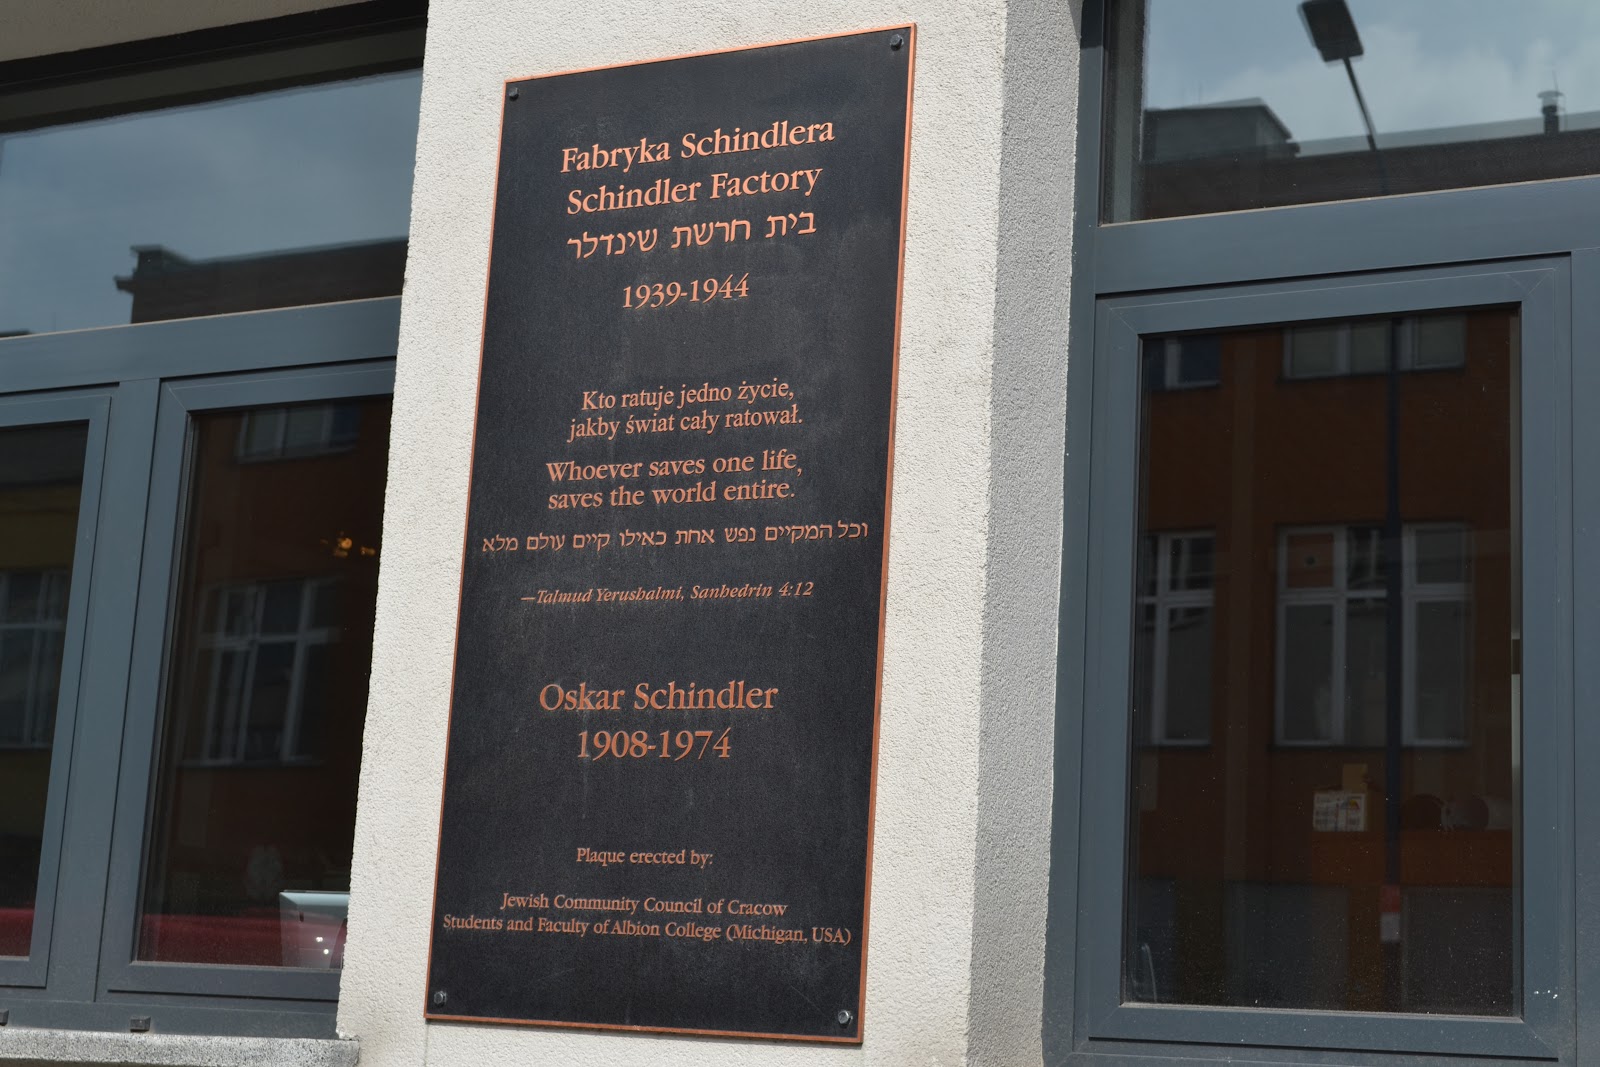 Fabryka Schindlera
Schindler Factory
בית חרשת שינדלר
1939-1944
Kto ratuje jedno życie,
jakby świat cały ratował.
Whoever saves one life,
saves the world entire.
וכל המקיים נפש אחת כאילו קיים עולם מלא
—Talmud Yerushalmi, Sanhedrin 4:12
Oskar Schindler
1908-1974
Plaque erected by:
Jewish Community Council of Cracow
Students and Faculty of Albion College (Michigan, USA)